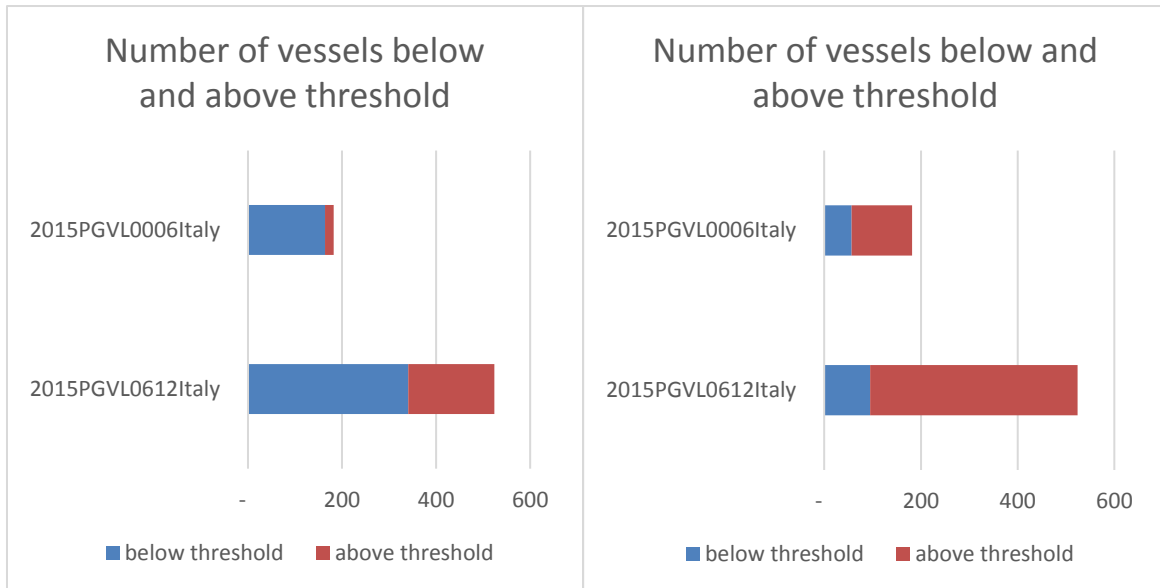 Number of vessels below
and above threshold
2015PGVL0006Italy
2015PGVL0612Italy
- 200 400 600
below threshold above threshold
Number of vessels below and
above threshold
2015PGVL0006Italy
2015PGVL0612Italy
- 200 400 600
below threshold above threshold